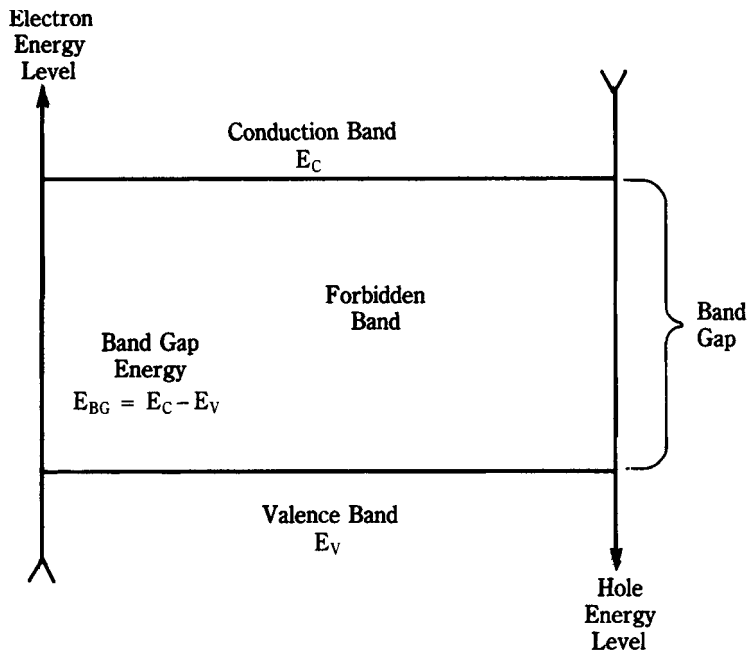 Electron
Energy
Level
Conduction Band
E_C
Forbidden
Band
Band
Gap
Band Gap
Energy
E_BG = E_C – E_V
Valence Band
E_V
Hole
Energy
Level